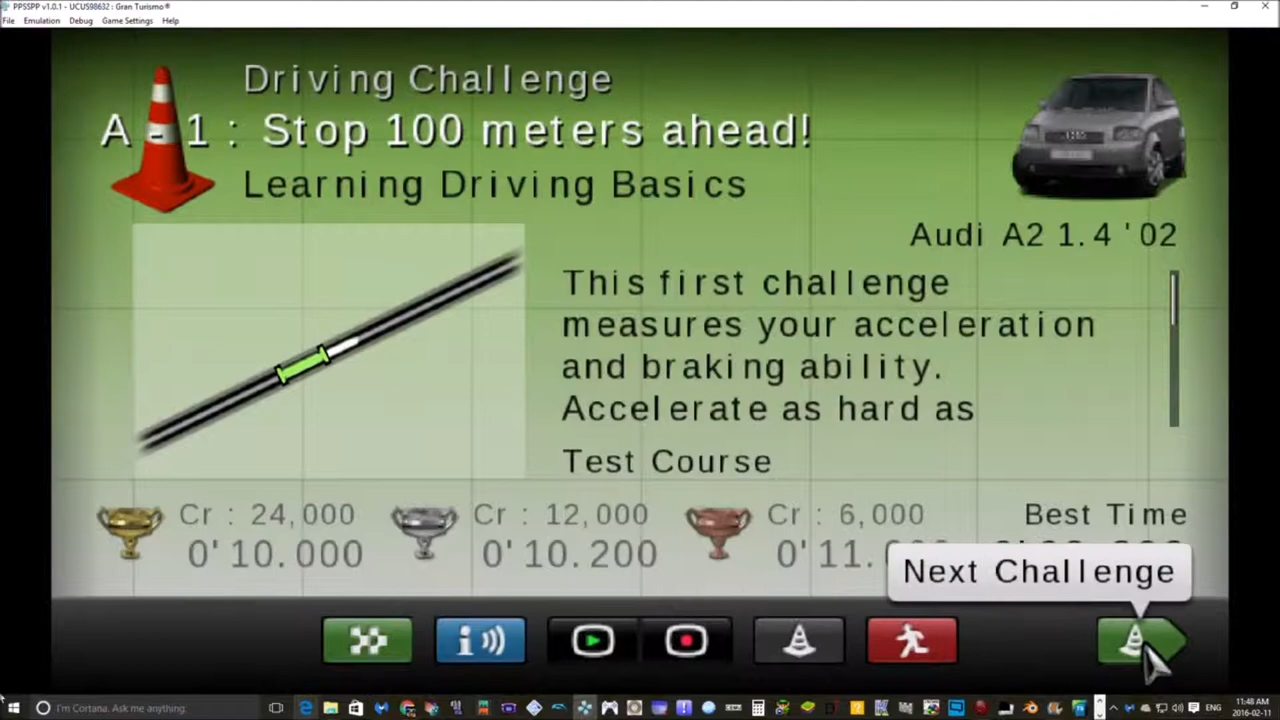 PPSSPP v1.0.1 - UCUS98632 : Gran Turismo®
File Emulation Debug Game Settings Help
Driving Challenge
A - 1 : Stop 100 meters ahead!
Learning Driving Basics
Audi A2 1.4 '02
This first challenge
measures your acceleration
and braking ability.
Accelerate as hard as
Test Course
Cr : 24,000 Cr : 12,000 Cr : 6,000 Best Time
0'10.000 0'10.200 0'11.
Next Challenge
I'm Cortana. Ask me anything.
ENG
11:48 AM
2016-02-11